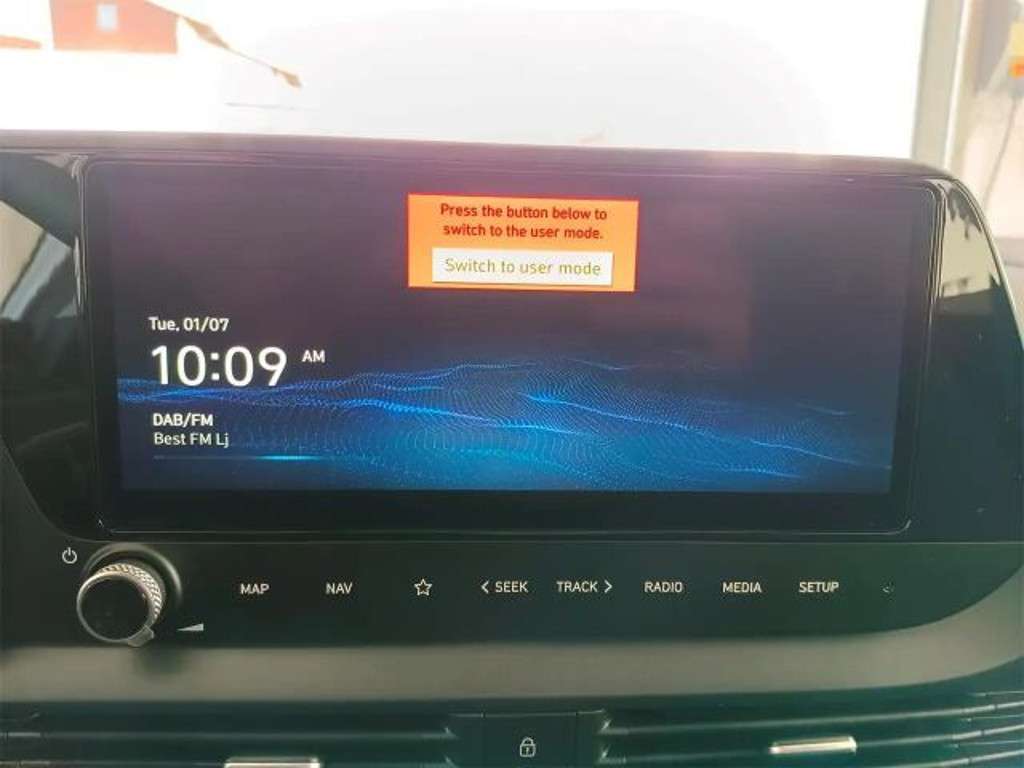 Press the button below to
switch to the user mode.
Switch to user mode
Tue, 01/07
10:09 AM
DAB/FM
Best FM Lj
MAP
NAV
< SEEK
TRACK >
RADIO
MEDIA
SETUP